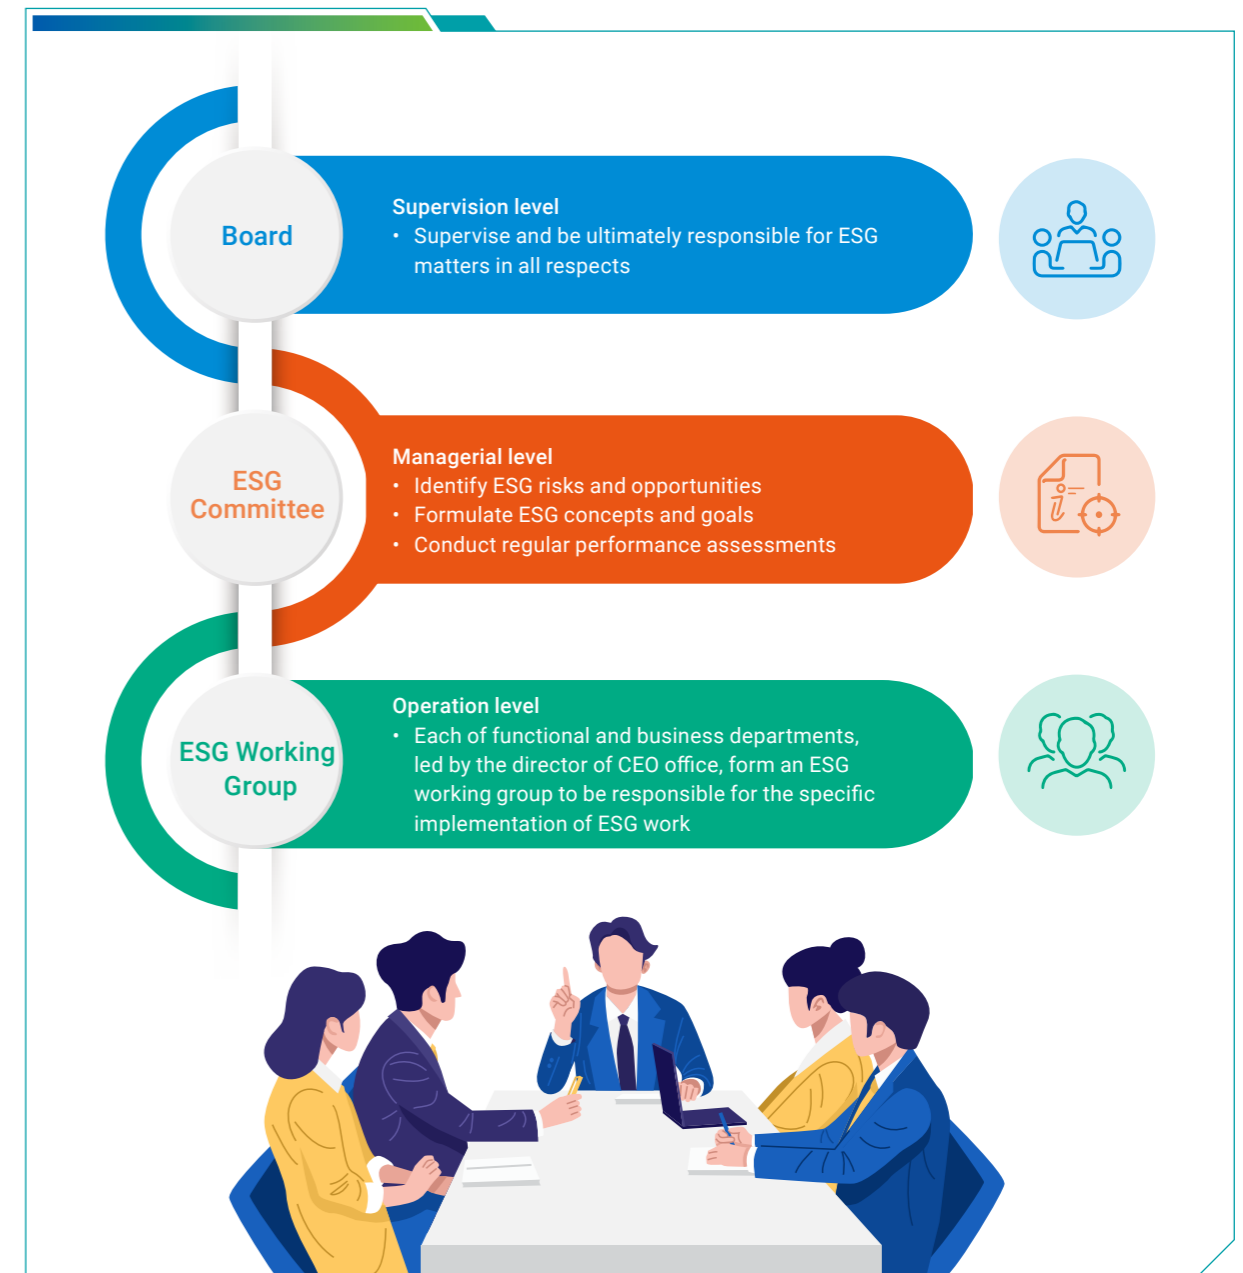 Board
Supervision level
• Supervise and be ultimately responsible for ESG
matters in all respects
ESG
Committee
Managerial level
• Identify ESG risks and opportunities
• Formulate ESG concepts and goals
• Conduct regular performance assessments
ESG Working
Group
Operation level
• Each of functional and business departments,
led by the director of CEO office, form an ESG
working group to be responsible for the specific
implementation of ESG work
i